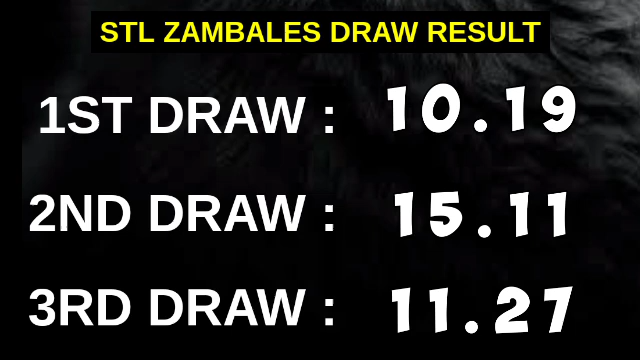 STL ZAMBALES DRAW RESULT
1ST DRAW : 10.19
2ND DRAW : 15.11
3RD DRAW : 11.27